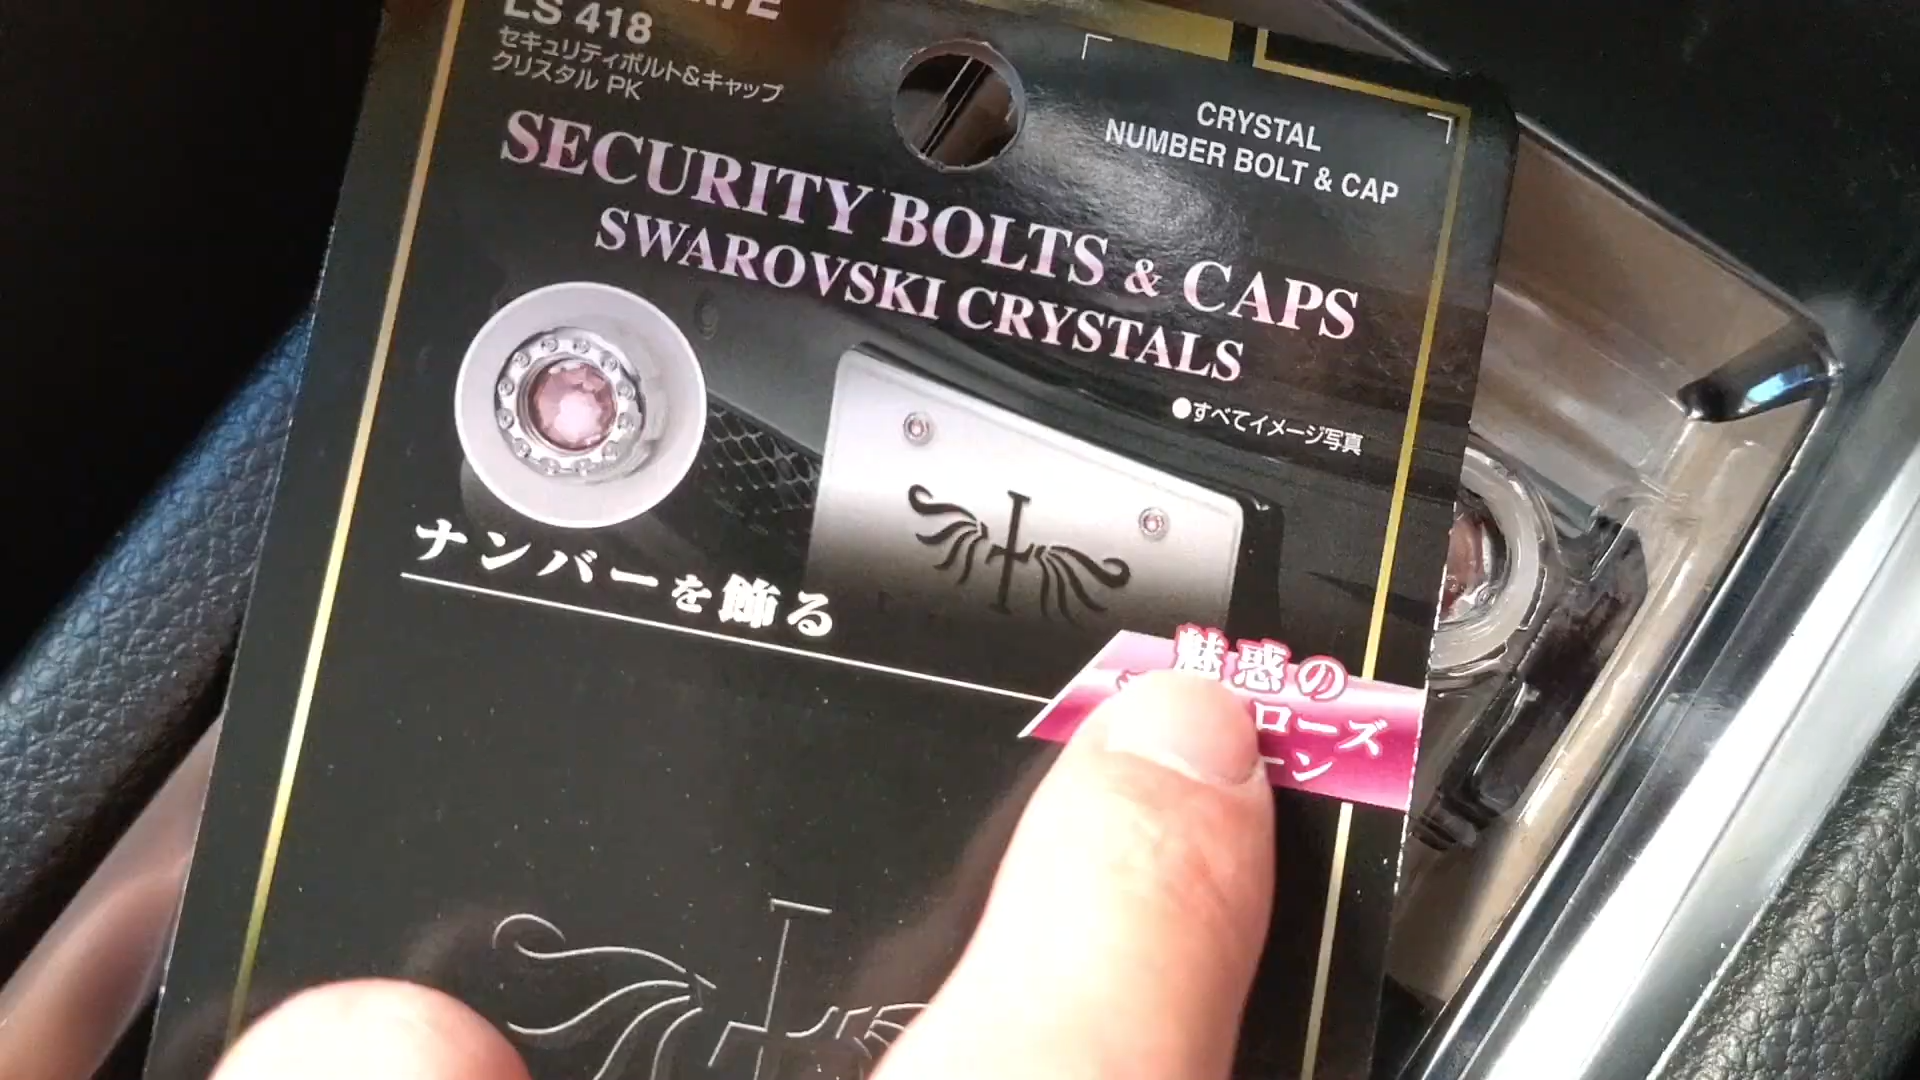 LS 418
セキュリティボルト&キャップ
クリスタル PK
CRYSTAL
NUMBER BOLT & CAP
SECURITY BOLTS & CAPS
SWAROVSKI CRYSTALS
●すべてイメージ写真
ナンバーを飾る
魅惑の
ローズ
ーン